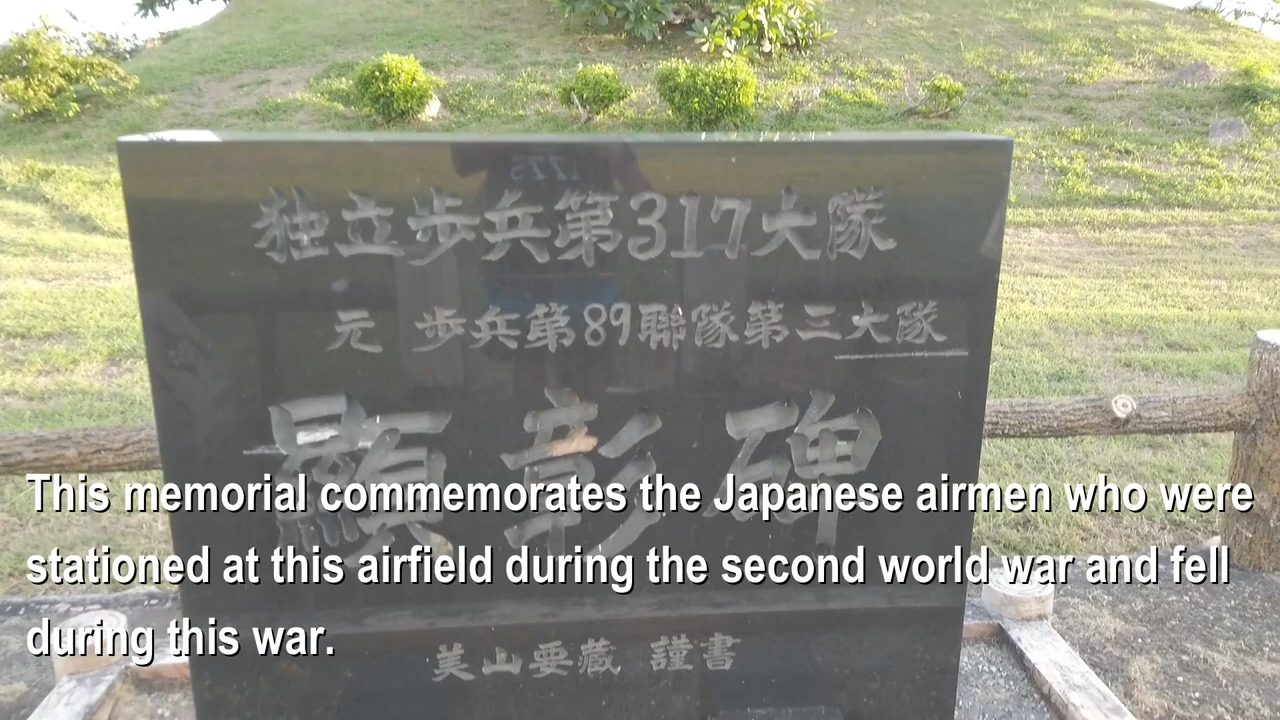 独立歩兵第317大隊
元 歩兵第89聯隊第三大隊
顕彰碑
This memorial commemorates the Japanese airmen who were
stationed at this airfield during the second world war and fell
during this war.
美山要蔵 謹書